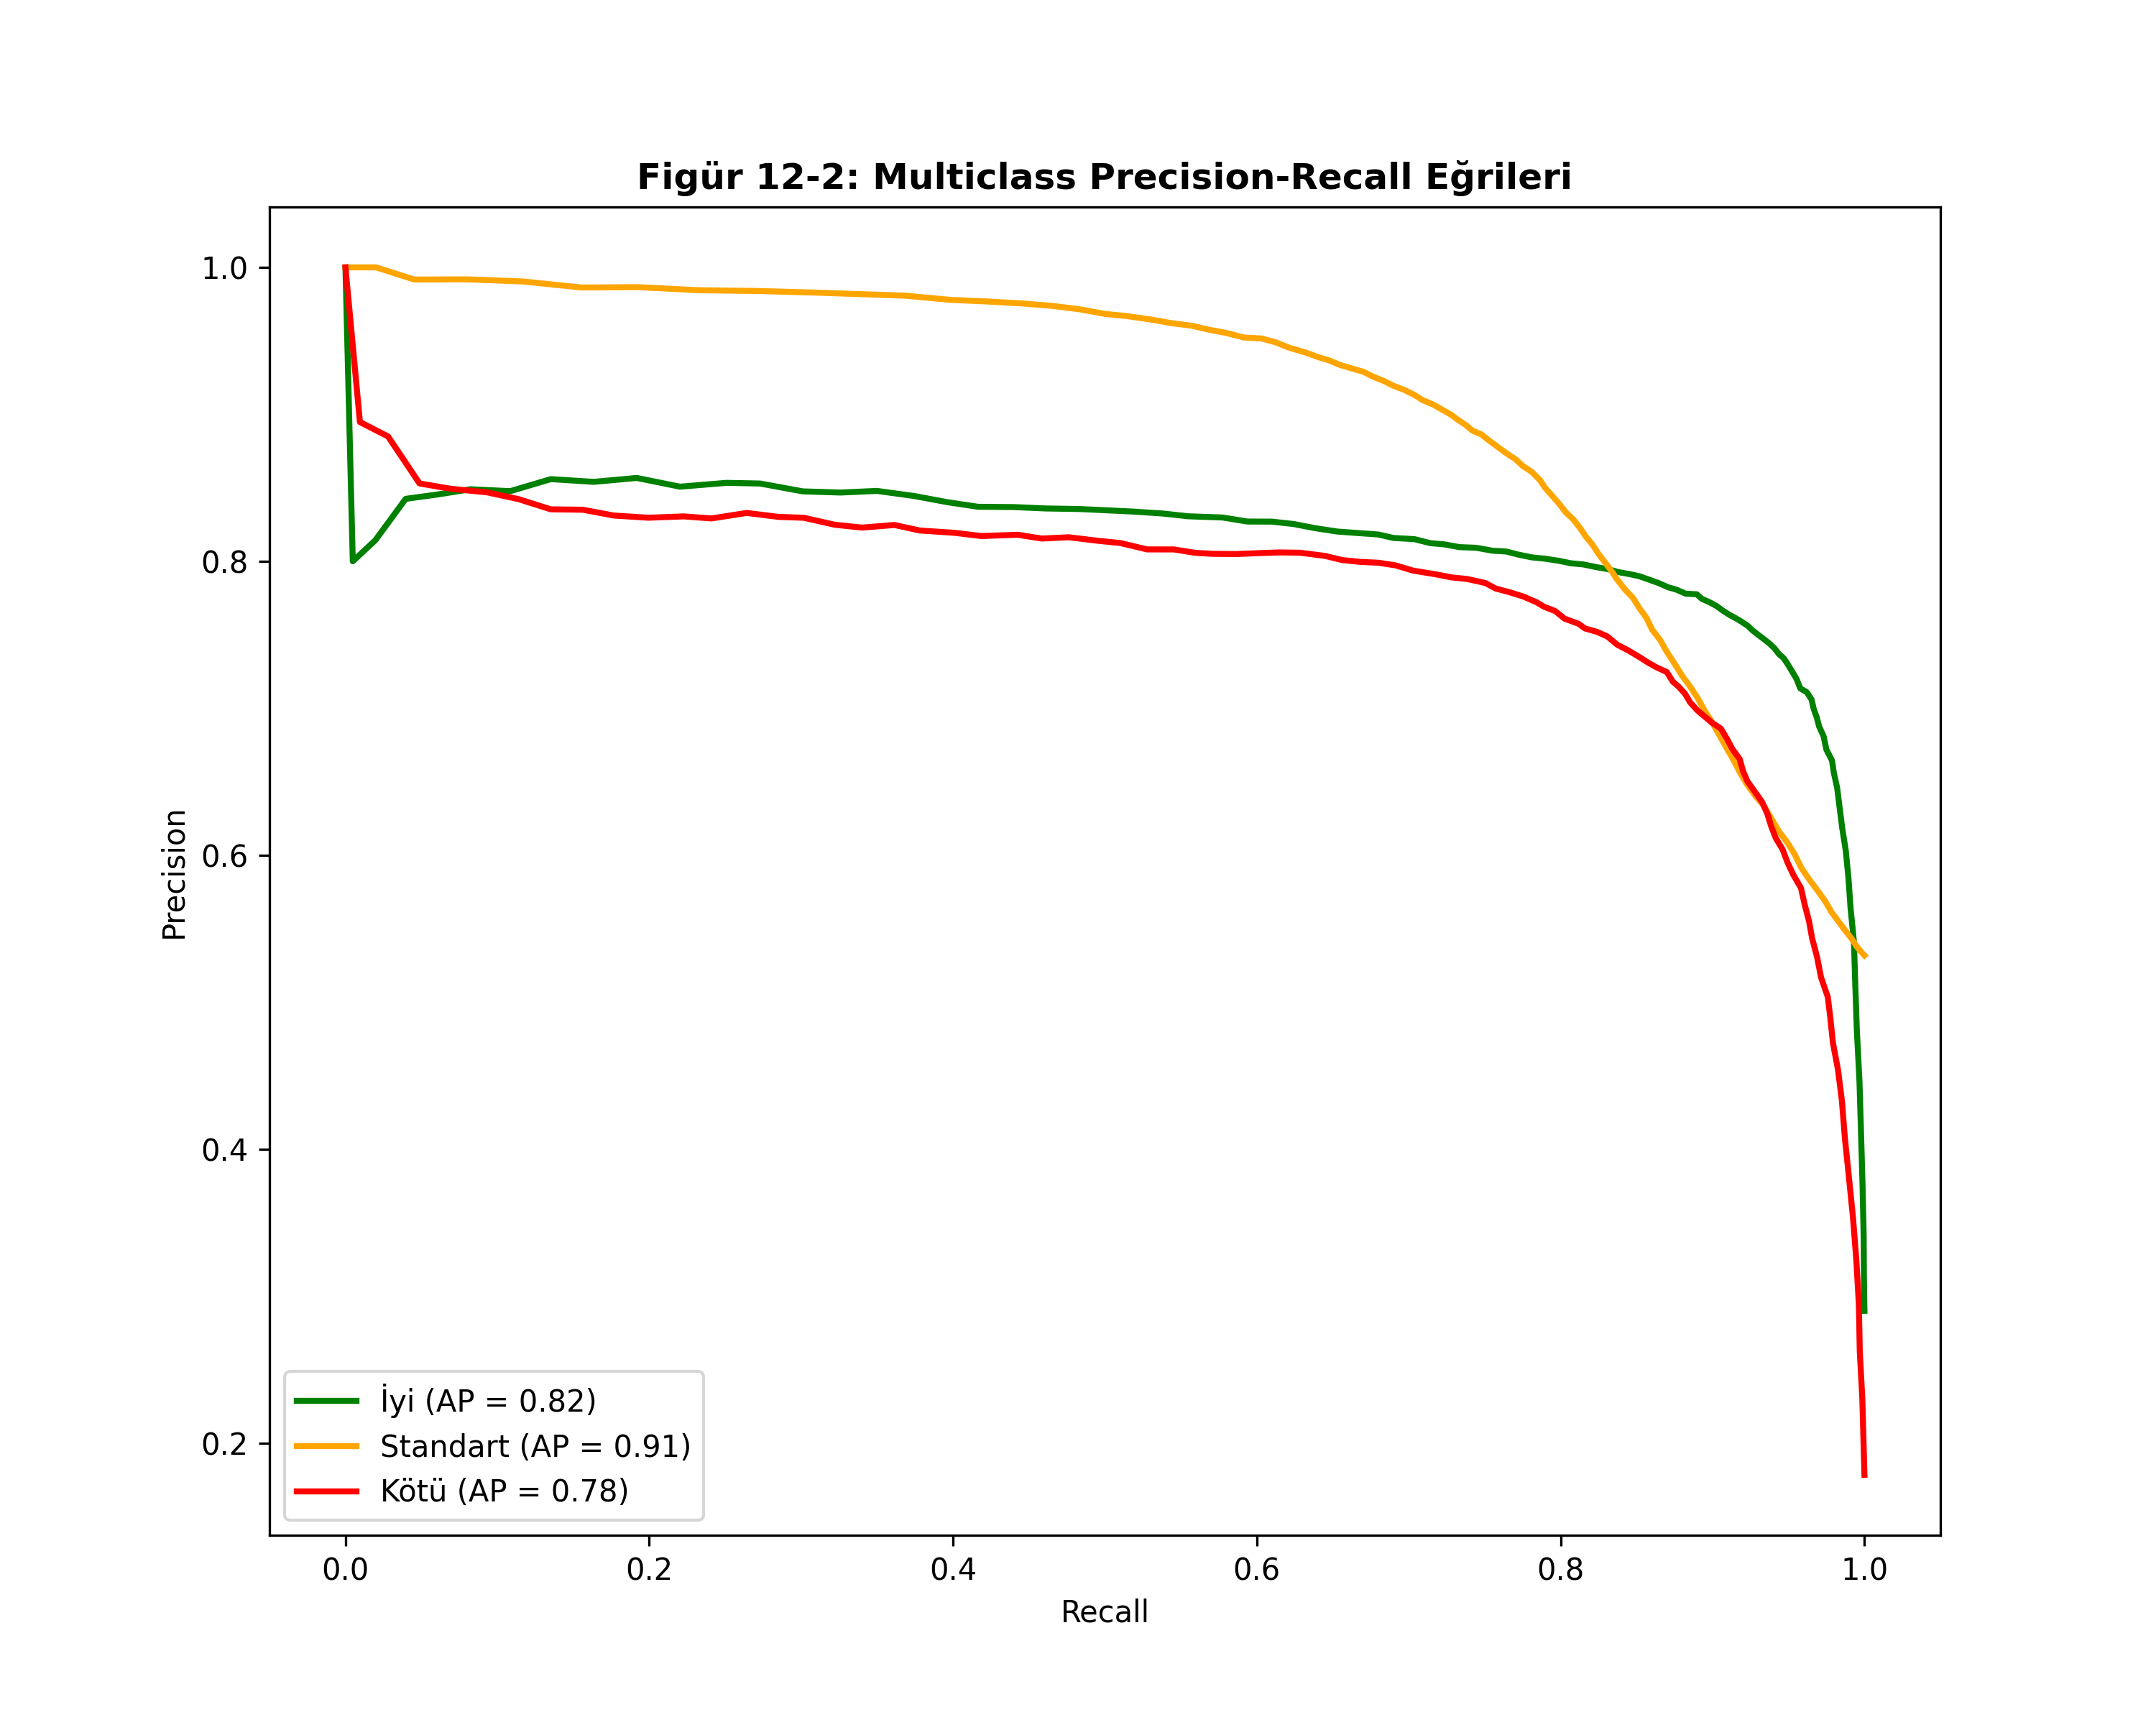 Figür 12-2: Multiclass Precision-Recall Eğrileri
1.0
0.8
0.6
0.4
0.2
Precision
İyi (AP = 0.82)
Standart (AP = 0.91)
Kötü (AP = 0.78)
0.0 0.2 0.4 0.6 0.8 1.0
Recall